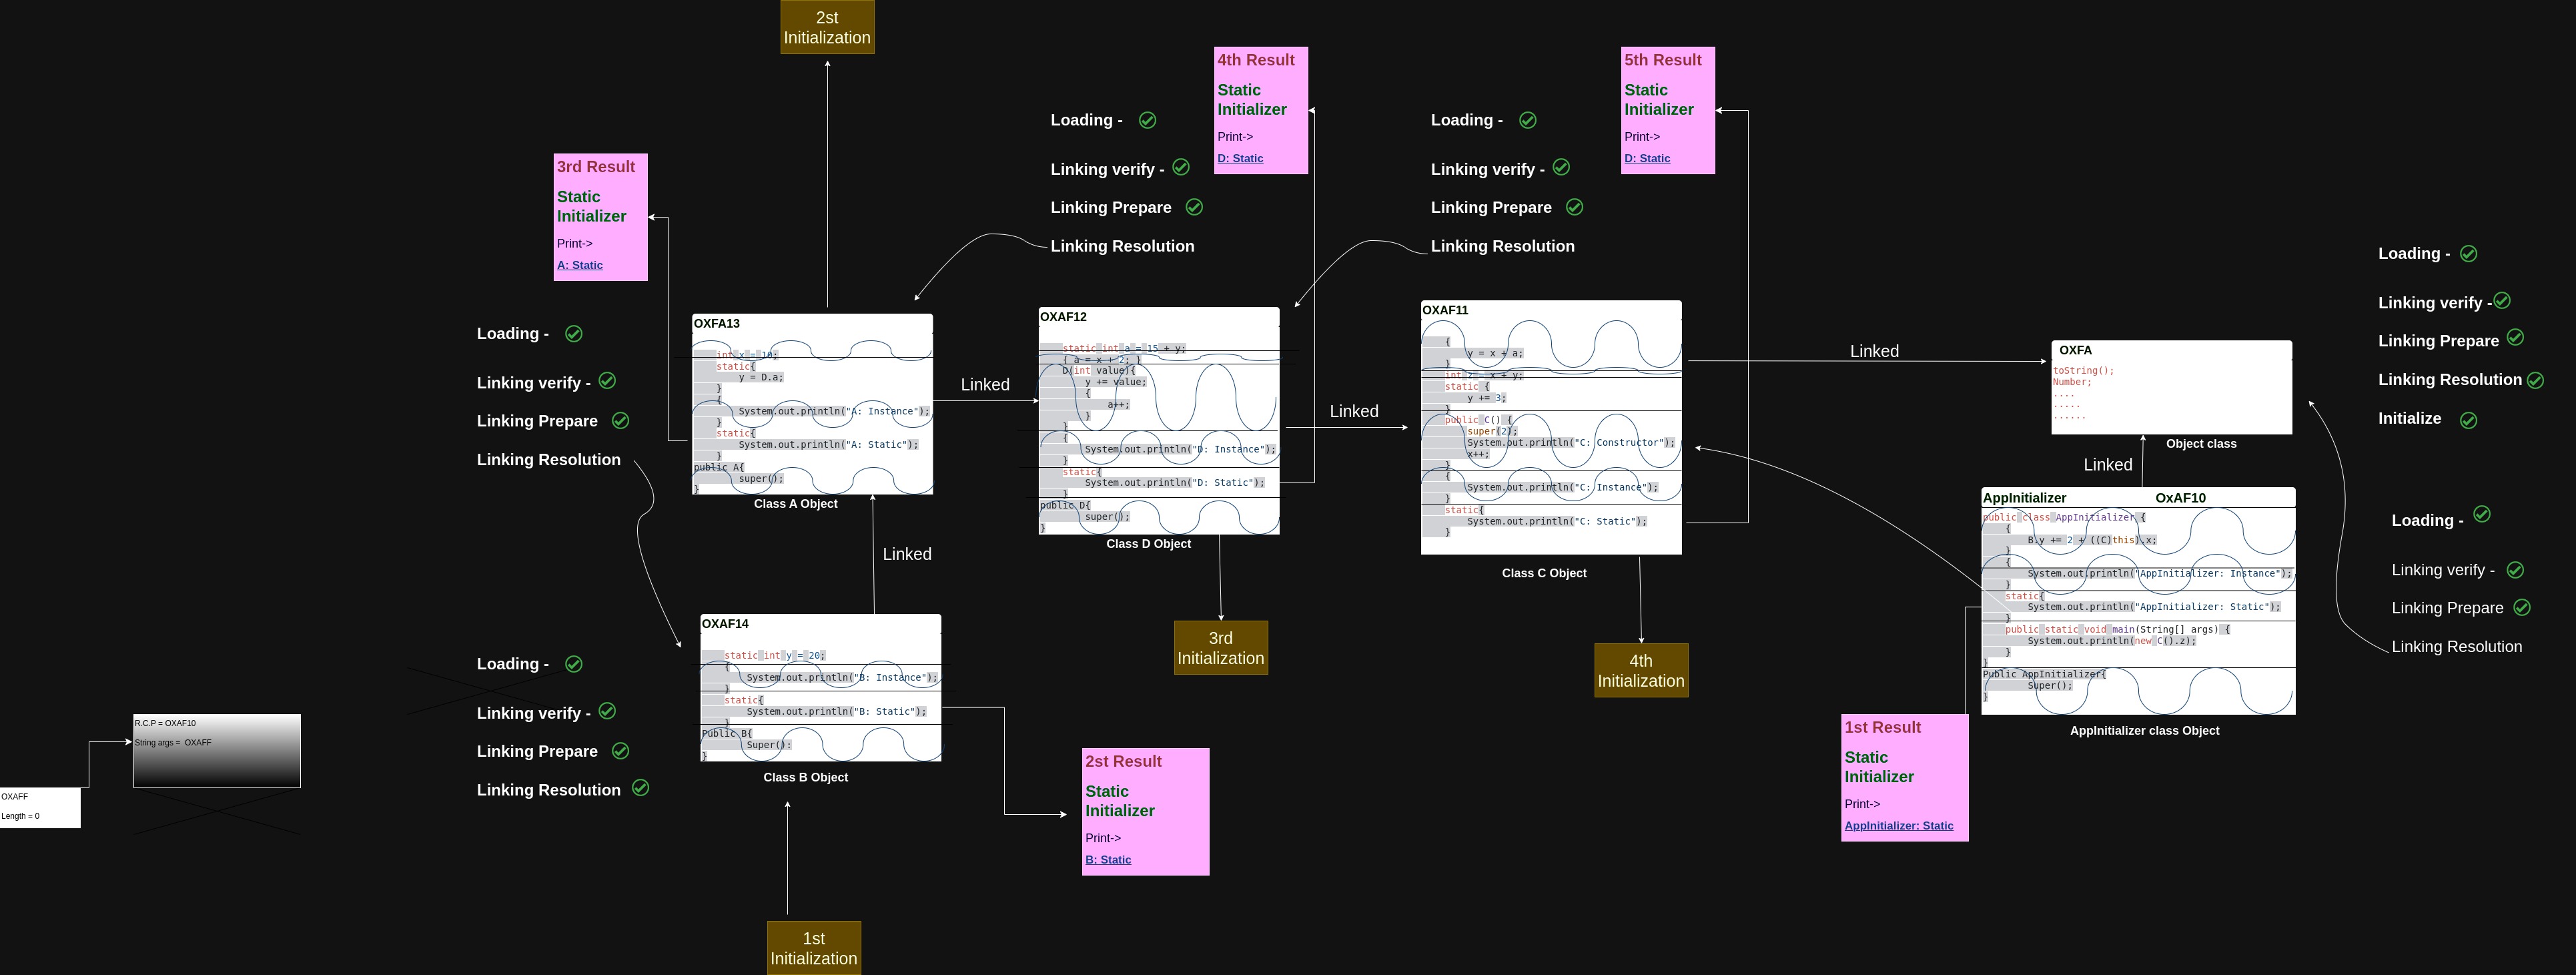 2st
Initialization
3rd Result
Static
Initializer
Print->
A: Static
4th Result
Static
Initializer
Print->
D: Static
5th Result
Static
Initializer
Print->
D: Static
Loading -
Linking verify -
Linking Prepare
Linking Resolution
Loading -
Linking verify -
Linking Prepare
Linking Resolution
Loading -
Linking verify -
Linking Prepare
Linking Resolution
Loading -
Linking verify -
Linking Prepare
Linking Resolution
Initialize
OXFA13
int x = 10;
static{
y = D.a;
}
{
System.out.println("A: Instance");
}
static{
System.out.println("A: Static");
}
public A{
super();
}
Class A Object
Linked
OXAF12
static int a = 15 + y;
{ a = x + 2; }
D(int value){
y += value;
{
a++;
}
}
{
System.out.println("D: Instance");
}
static{
System.out.println("D: Static");
}
public D{
super();
}
Class D Object
Linked
OXAF11
{
y = x + a;
}
int z = x + y;
static {
y += 3;
}
public C() {
super(2);
System.out.println("C: Constructor");
x++;
}
{
System.out.println("C: Instance");
}
static{
System.out.println("C: Static");
}
Class C Object
Linked
OXFA
toString();
Number;
....
.....
......
Object class
Linked
AppInitializer OxAF10
public class AppInitializer {
{
B.y += 2 + ((C)this).x;
}
{
System.out.println("AppInitializer: Instance");
}
static{
System.out.println("AppInitializer: Static");
}
public static void main(String[] args) {
System.out.println(new C().z);
}
}
Public AppInitializer{
Super();
}
AppInitializer class Object
Loading -
Linking verify -
Linking Prepare
Linking Resolution
Linked
OXAF14
static int y = 20;
{
System.out.println("B: Instance");
}
static{
System.out.println("B: Static");
}
Public B{
Super():
}
Class B Object
Loading -
Linking verify -
Linking Prepare
Linking Resolution
3rd
Initialization
4th
Initialization
R.C.P = OXAF10
String args = OXAFF
OXAFF
Length = 0
2st Result
Static
Initializer
Print->
B: Static
1st Result
Static
Initializer
Print->
AppInitializer: Static
1st
Initialization